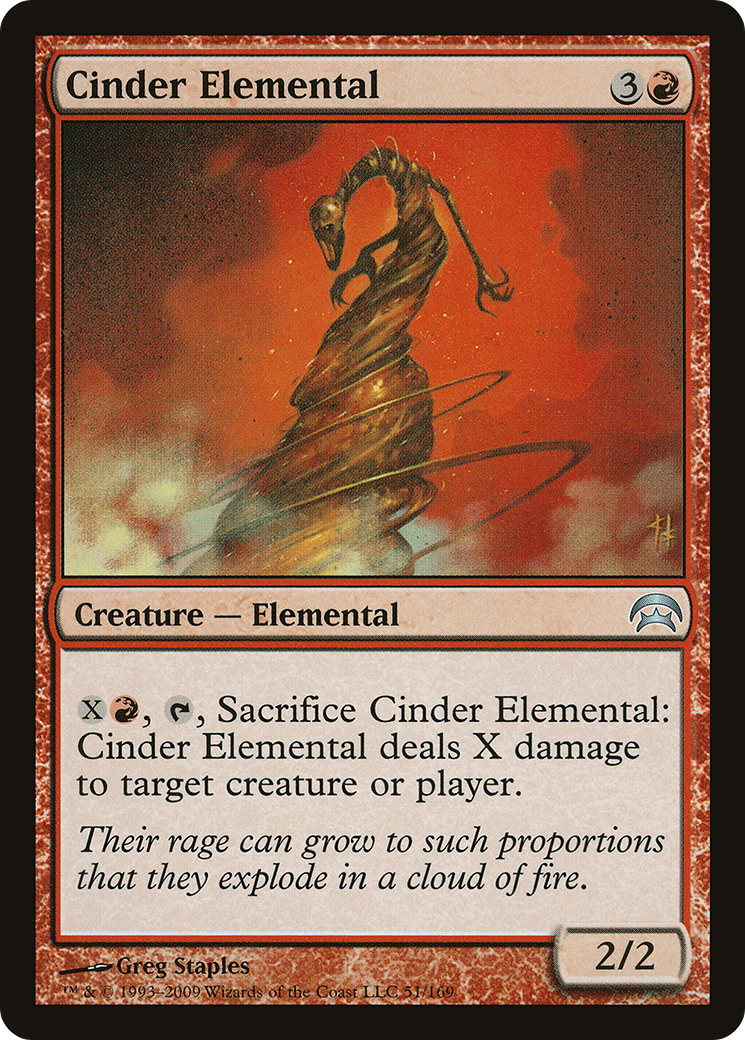 Cinder Elemental 3
Creature — Elemental
X, , Sacrifice Cinder Elemental:
Cinder Elemental deals X damage
to target creature or player.
Their rage can grow to such proportions
that they explode in a cloud of fire.
2/2
Greg Staples
™ & © 1993–2009 Wizards of the Coast LLC 51/169